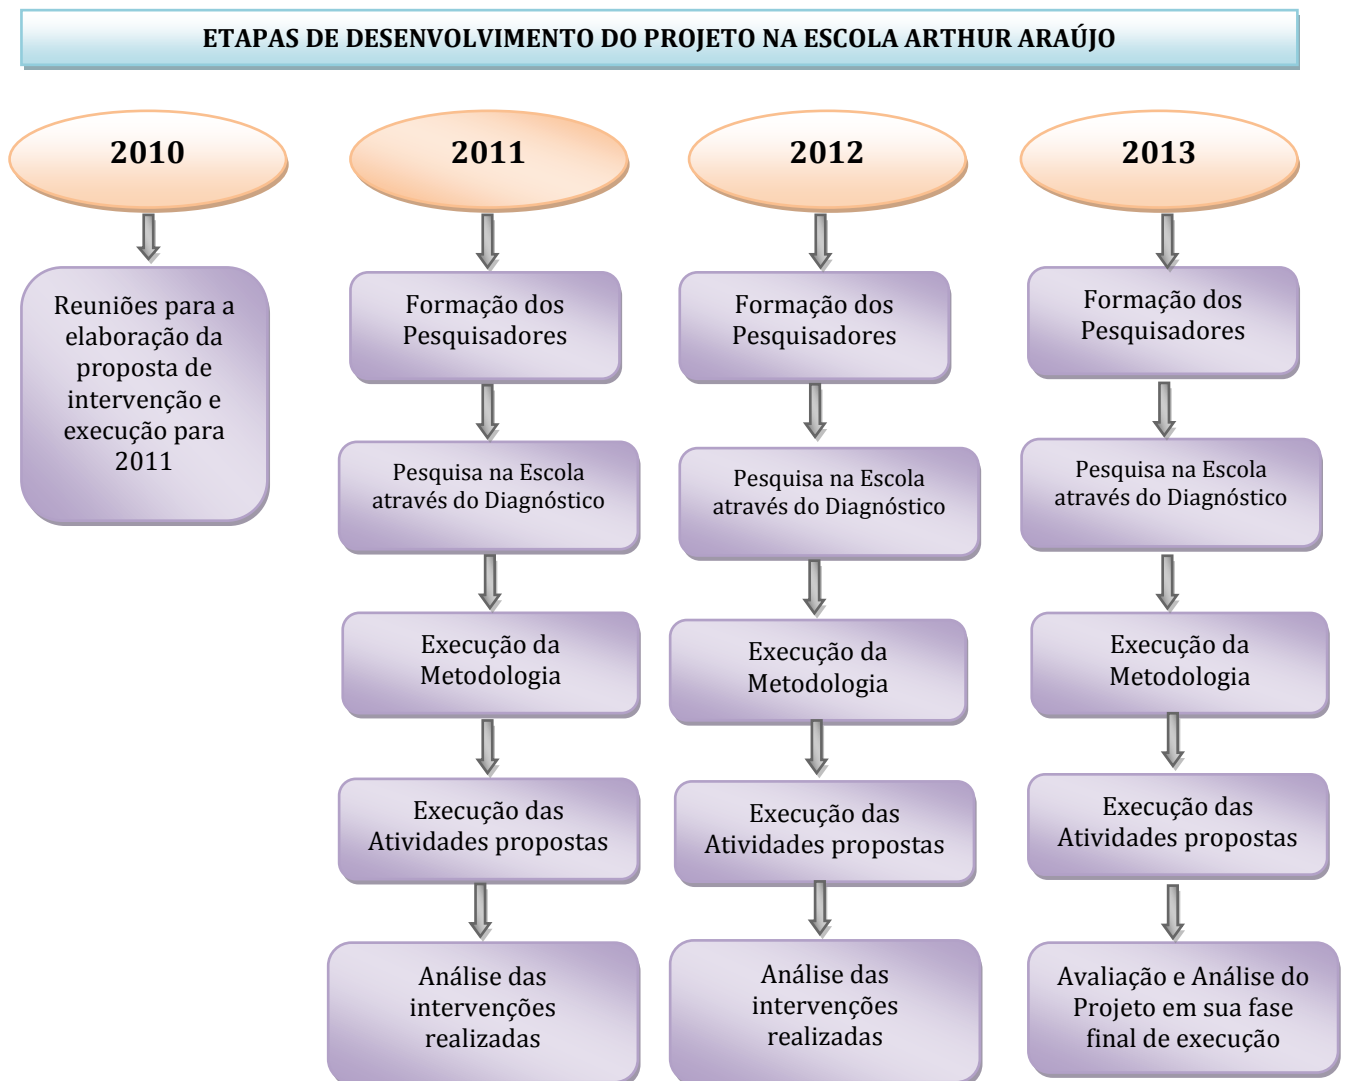 ETAPAS DE DESENVOLVIMENTO DO PROJETO NA ESCOLA ARTHUR ARAÚJO
2010
Reuniões para a
elaboração da
proposta de
intervenção e
execução para
2011
2011
Formação dos
Pesquisadores
Pesquisa na Escola
através do Diagnóstico
Execução da
Metodologia
Execução das
Atividades propostas
Análise das
intervenções
realizadas
2012
Formação dos
Pesquisadores
Pesquisa na Escola
através do Diagnóstico
Execução da
Metodologia
Execução das
Atividades propostas
Análise das
intervenções
realizadas
2013
Formação dos
Pesquisadores
Pesquisa na Escola
através do Diagnóstico
Execução da
Metodologia
Execução das
Atividades propostas
Avaliação e Análise do
Projeto em sua fase
final de execução